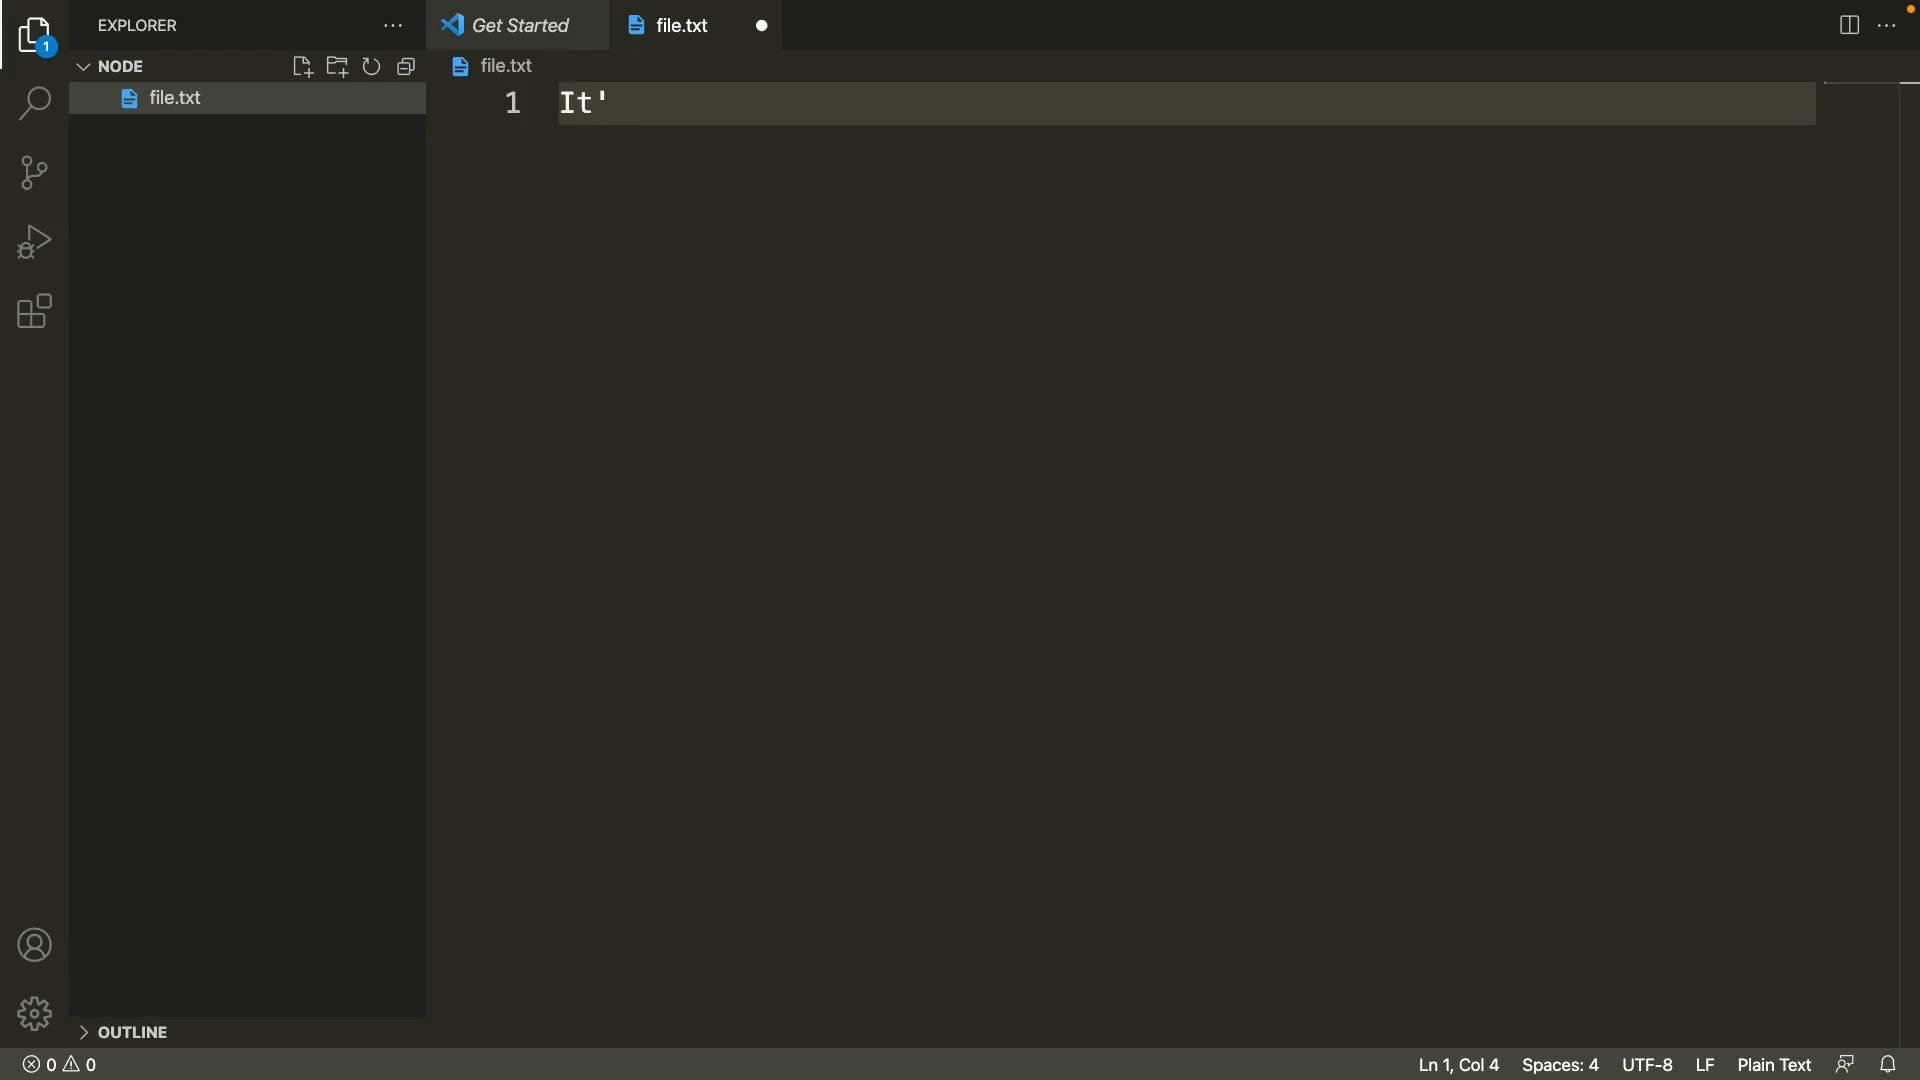 1
EXPLORER
Get Started
file.txt
NODE
file.txt
file.txt
1 It'
OUTLINE
0 0
Ln 1, Col 4 Spaces: 4 UTF-8 LF Plain Text